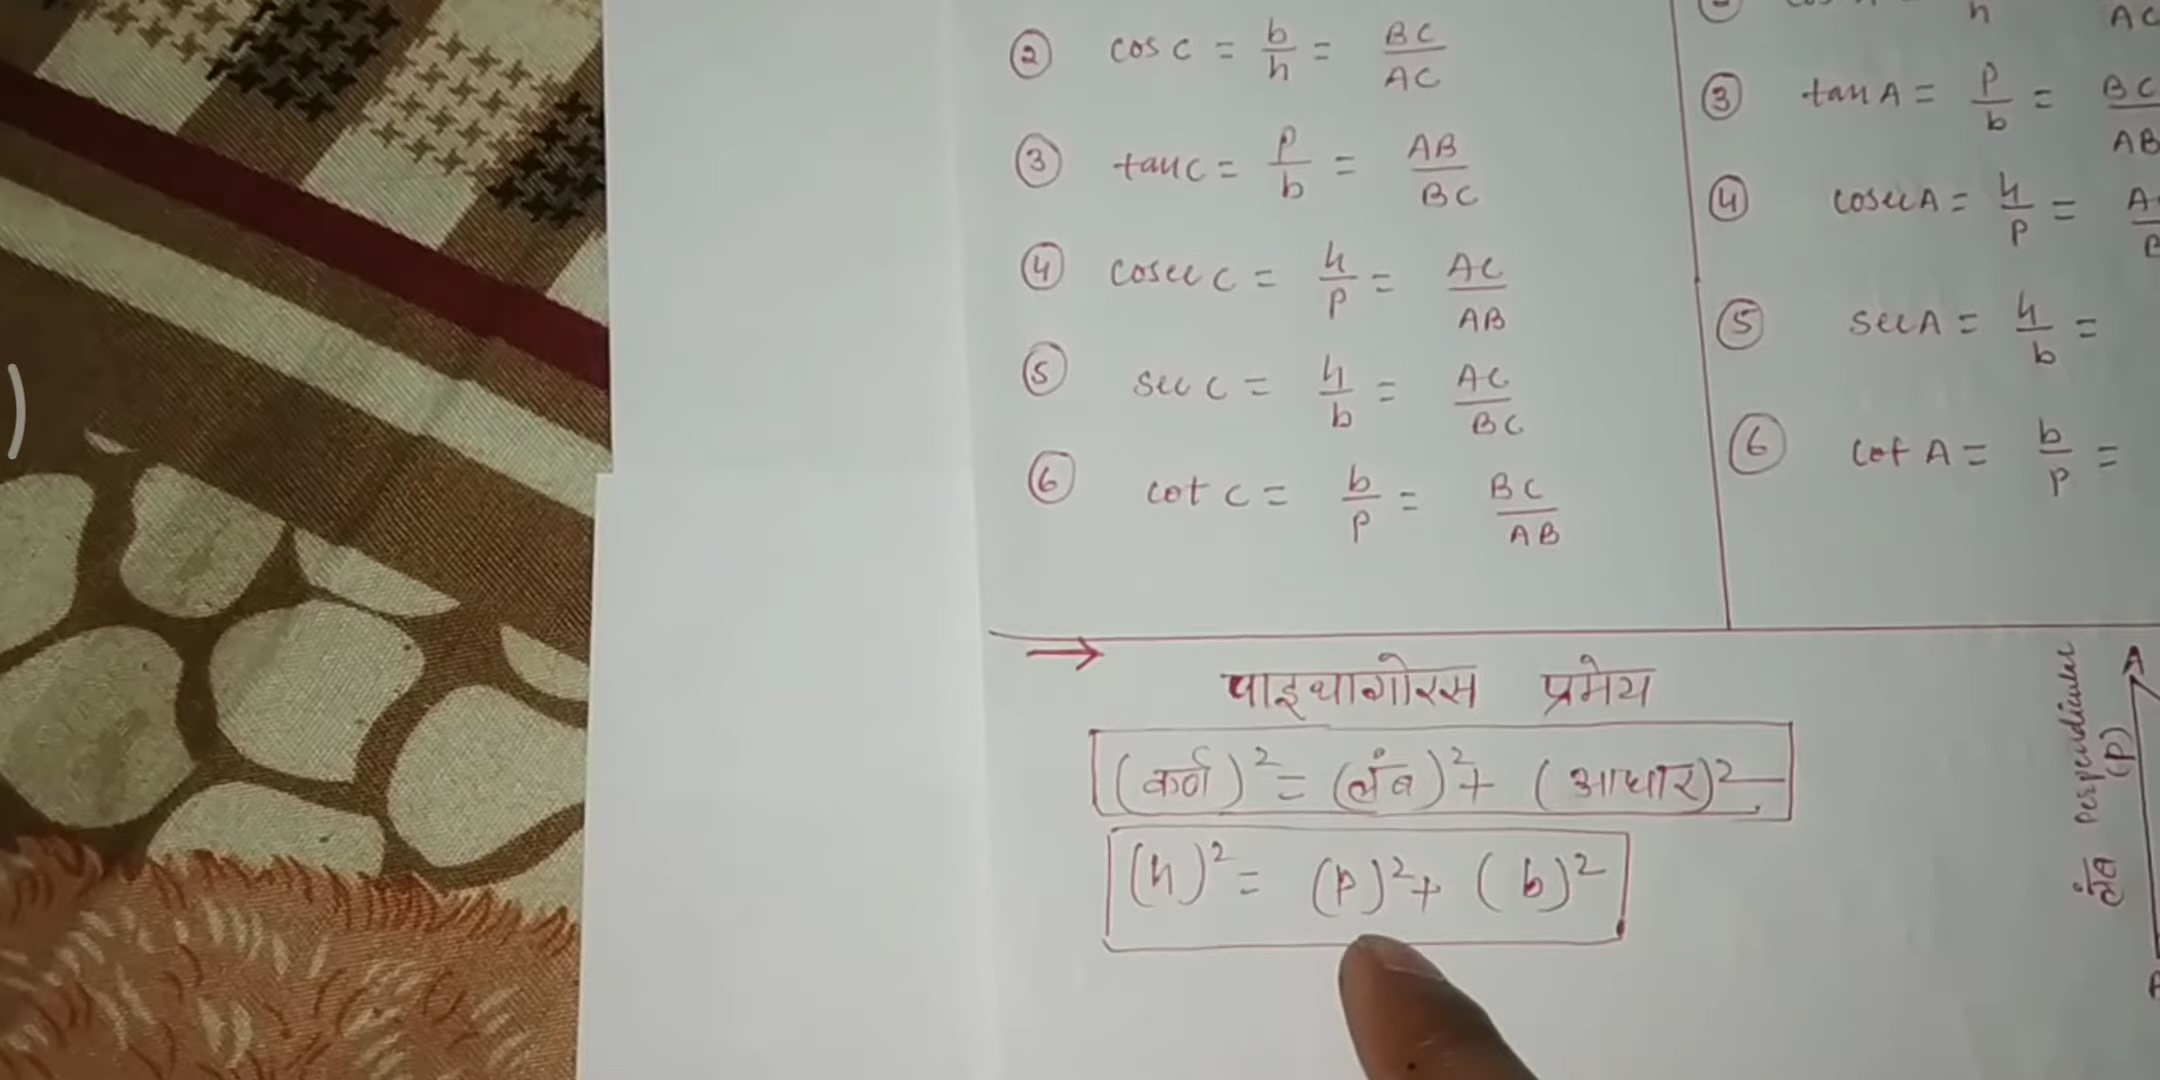 ② cos C = b/h = BC/AC
③ tan C = P/b = AB/BC
④ cosec C = h/P = AC/AB
⑤ sec C = h/b = AC/BC
⑥ cot C = b/P = BC/AB
③ tan A = P/b = BC/AB
④ cosec A = h/P =
⑤ sec A = h/b =
⑥ cot A = b/P =
→ पाइथागोरस प्रमेय
(कर्ण)² = (लंब)² + (आधार)²
(h)² = (P)² + (b)²
लंब perpendicular
(P)
A